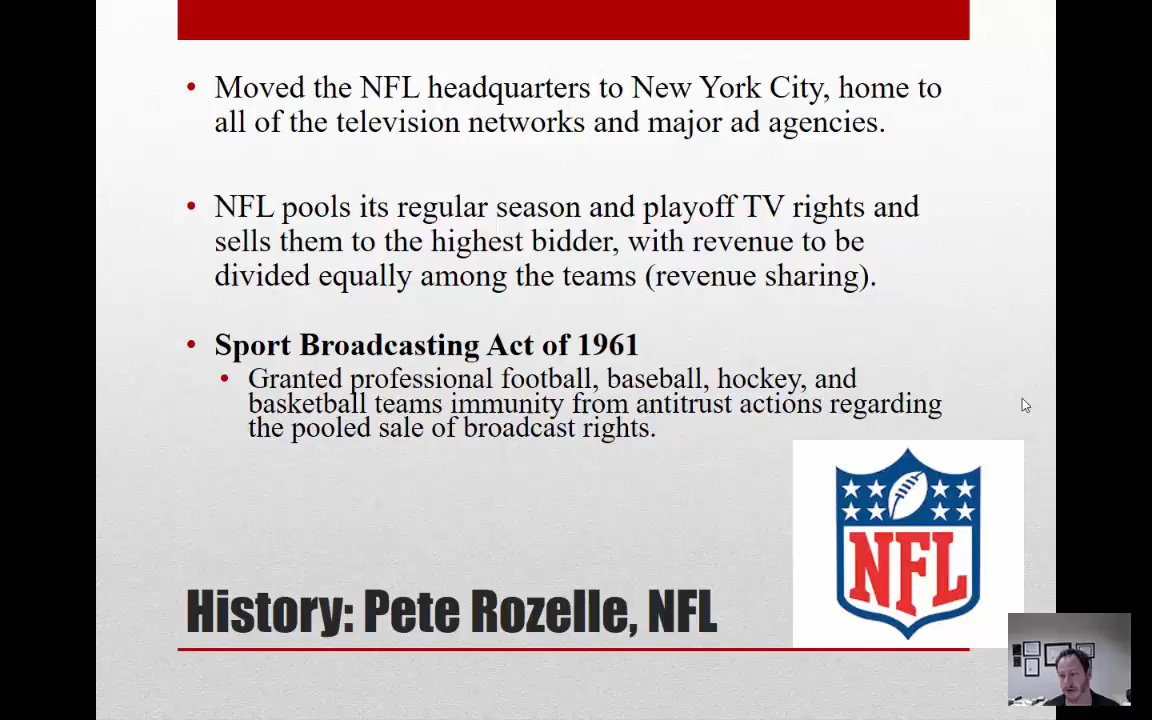 • Moved the NFL headquarters to New York City, home to
all of the television networks and major ad agencies.
• NFL pools its regular season and playoff TV rights and
sells them to the highest bidder, with revenue to be
divided equally among the teams (revenue sharing).
• Sport Broadcasting Act of 1961
• Granted professional football, baseball, hockey, and
basketball teams immunity from antitrust actions regarding
the pooled sale of broadcast rights.
NFL
History: Pete Rozelle, NFL